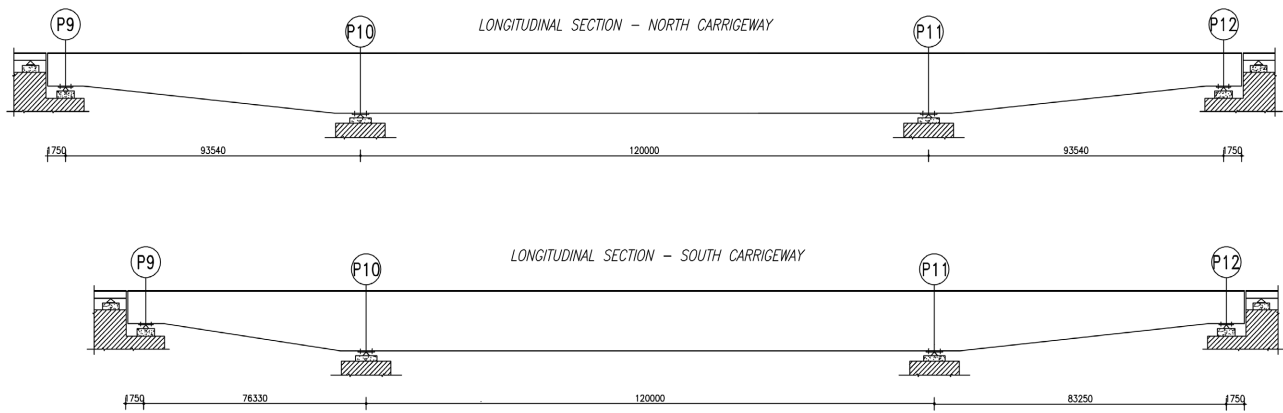 LONGITUDINAL SECTION – NORTH CARRIGEWAY
P9 P10 P11 P12
1750 93540 120000 93540 1750
LONGITUDINAL SECTION – SOUTH CARRIGEWAY
P9 P10 P11 P12
1750 76330 120000 83250 1750